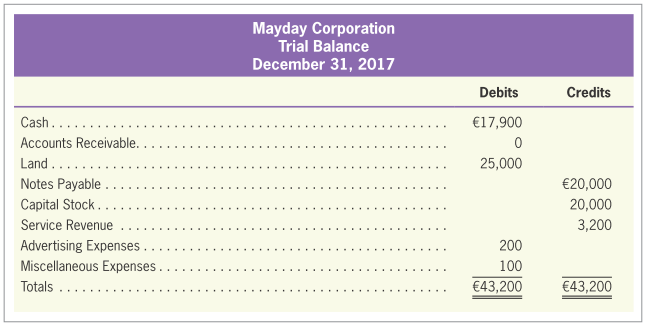 Mayday Corporation
Trial Balance
December 31, 2017
Debits Credits
Cash . . . . . . . . . . . . . . . . . . . . . . . . . . . . . . . . . . . . . . . . . . . . . . . . . . . . €17,900
Accounts Receivable. . . . . . . . . . . . . . . . . . . . . . . . . . . . . . . . . . . . . . . . . 0
Land . . . . . . . . . . . . . . . . . . . . . . . . . . . . . . . . . . . . . . . . . . . . . . . . . . . . 25,000
Notes Payable . . . . . . . . . . . . . . . . . . . . . . . . . . . . . . . . . . . . . . . . . . . . . €20,000
Capital Stock . . . . . . . . . . . . . . . . . . . . . . . . . . . . . . . . . . . . . . . . . . . . . . 20,000
Service Revenue . . . . . . . . . . . . . . . . . . . . . . . . . . . . . . . . . . . . . . . . . . . 3,200
Advertising Expenses . . . . . . . . . . . . . . . . . . . . . . . . . . . . . . . . . . . . . . . . 200
Miscellaneous Expenses . . . . . . . . . . . . . . . . . . . . . . . . . . . . . . . . . . . . . . 100
Totals . . . . . . . . . . . . . . . . . . . . . . . . . . . . . . . . . . . . . . . . . . . . . . . . . . . €43,200 €43,200